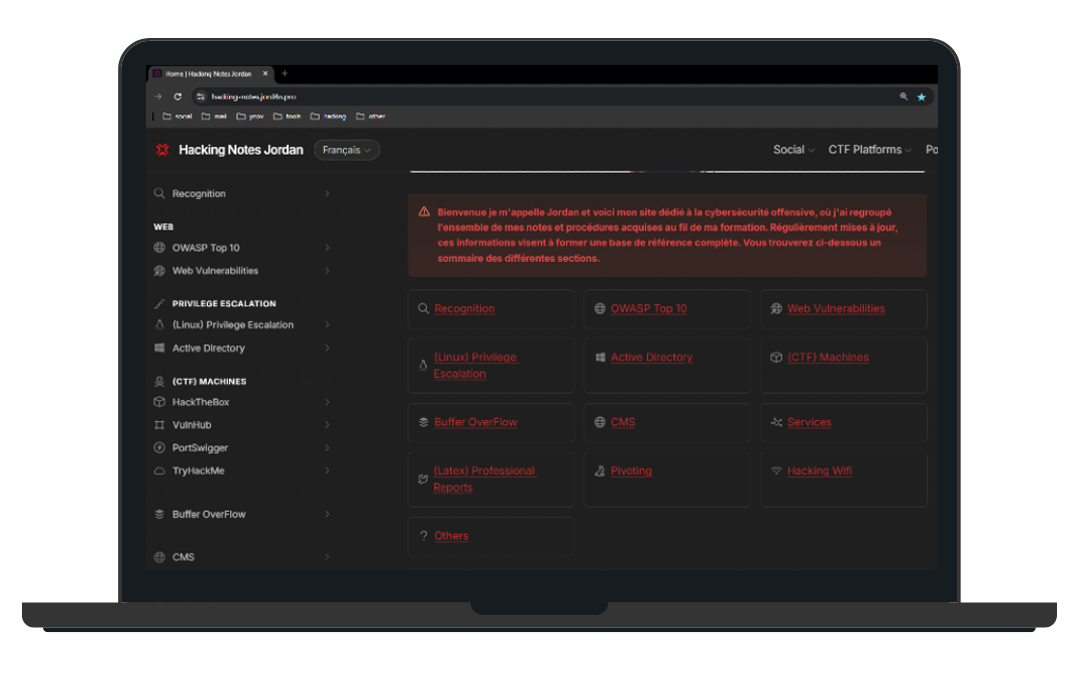 Home | Hacking Notes Jordan
hacking-notes.jord4n.pro
social mail ynov tools hacking other
Hacking Notes Jordan Français Social CTF Platforms Po
Recognition
WEB
OWASP Top 10
Web Vulnerabilities
PRIVILEGE ESCALATION
(Linux) Privilege Escalation
Active Directory
(CTF) MACHINES
HackTheBox
VulnHub
PortSwigger
TryHackMe
Buffer OverFlow
CMS
Bienvenue je m'appelle Jordan et voici mon site dédié à la cybersécurité offensive, où j'ai regroupé
l'ensemble de mes notes et procédures acquises au fil de ma formation. Régulièrement mises à jour,
ces informations visent à former une base de référence complète. Vous trouverez ci-dessous un
sommaire des différentes sections.
Recognition
OWASP Top 10
Web Vulnerabilities
(Linux) Privilege
Escalation
Active Directory
(CTF) Machines
Buffer OverFlow
CMS
Services
(Latex) Professional
Reports
Pivoting
Hacking Wifi
? Others